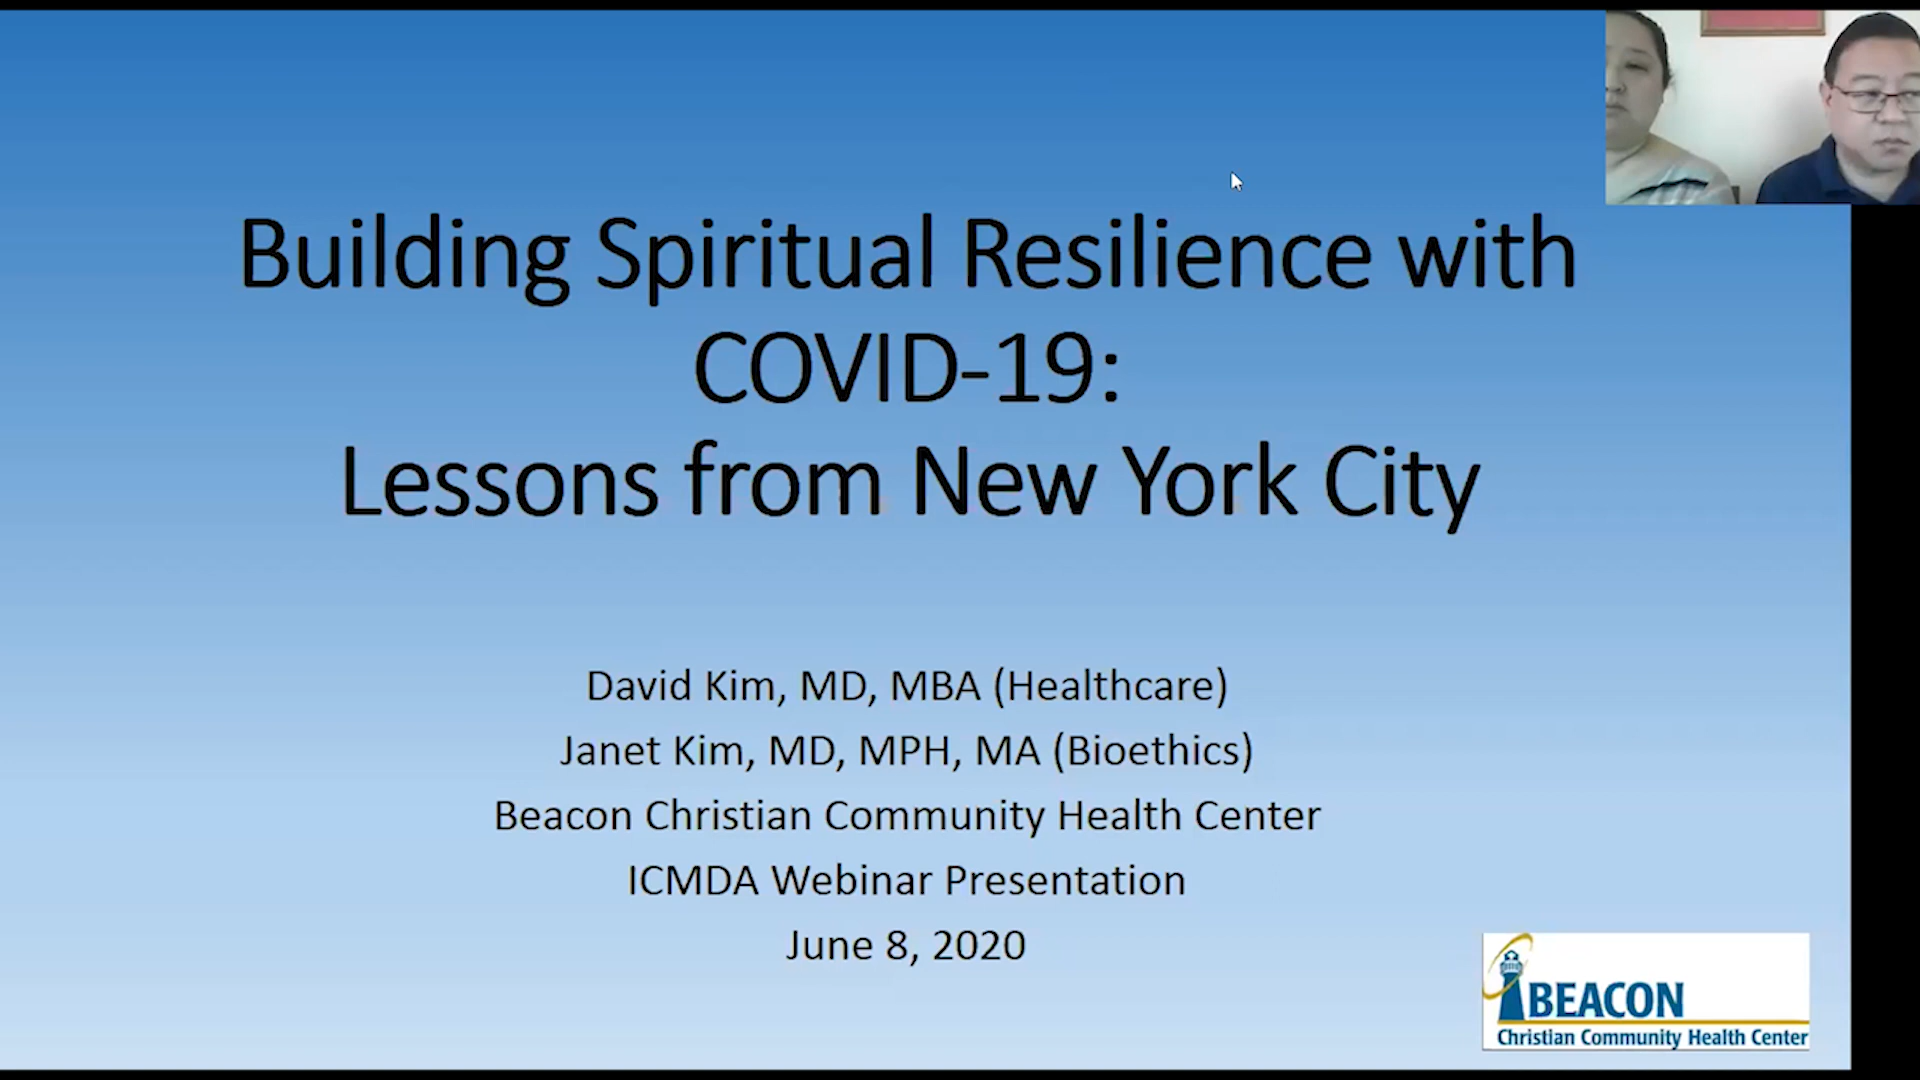 Building Spiritual Resilience with
COVID-19:
Lessons from New York City
David Kim, MD, MBA (Healthcare)
Janet Kim, MD, MPH, MA (Bioethics)
Beacon Christian Community Health Center
ICMDA Webinar Presentation
June 8, 2020
BEACON
Christian Community Health Center